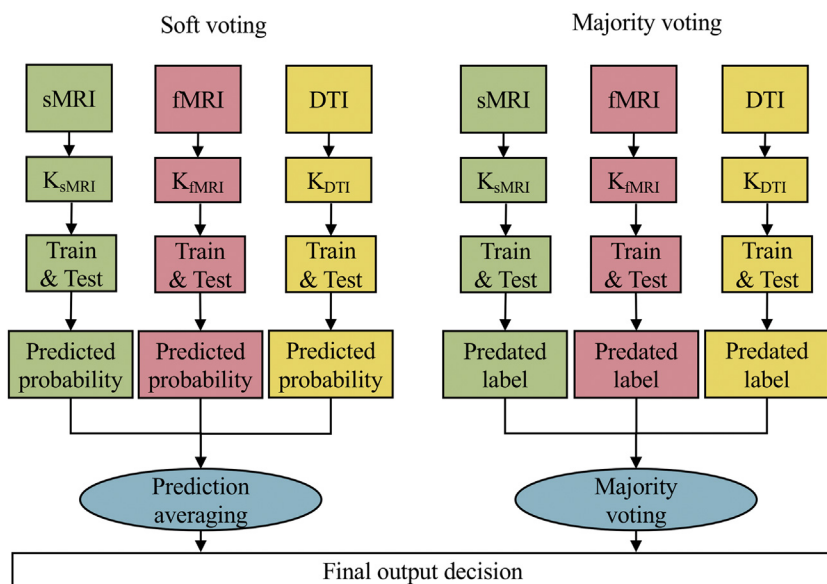 Soft voting
Majority voting
sMRI
fMRI
DTI
sMRI
fMRI
DTI
KsMRI
KfMRI
KDTI
KsMRI
KfMRI
KDTI
Train
& Test
Train
& Test
Train
& Test
Train
& Test
Train
& Test
Train
& Test
Predicted
probability
Predicted
probability
Predicted
probability
Predated
label
Predated
label
Predated
label
Prediction
averaging
Majority
voting
Final output decision